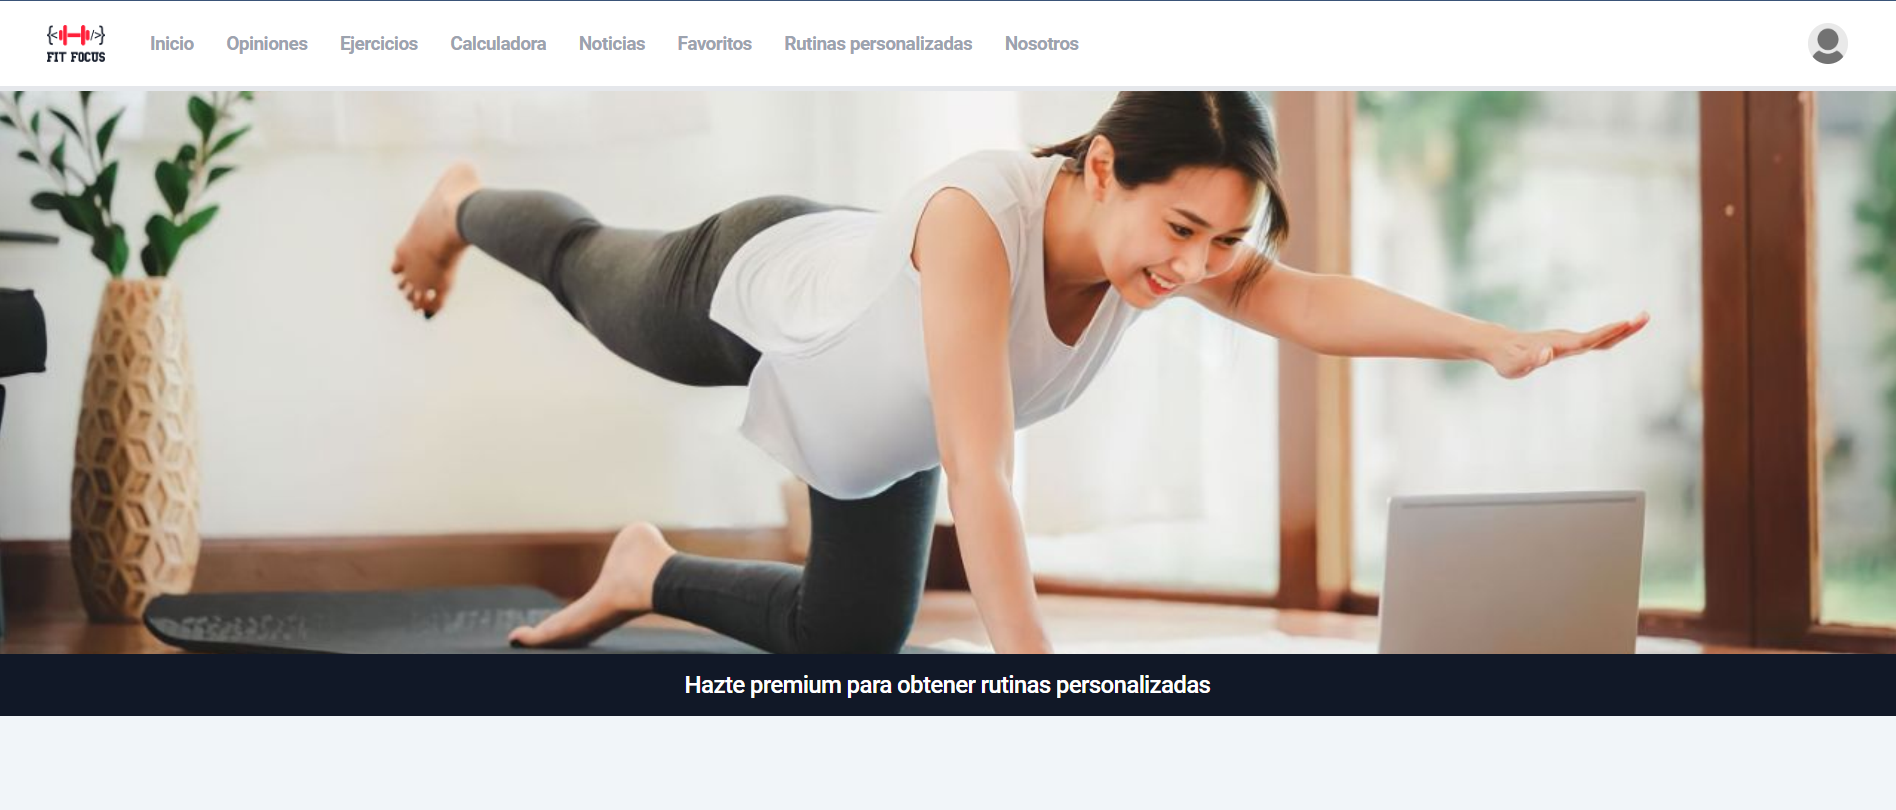 {< />}
FIT FOCUS
Inicio Opiniones Ejercicios Calculadora Noticias Favoritos Rutinas personalizadas Nosotros
Hazte premium para obtener rutinas personalizadas